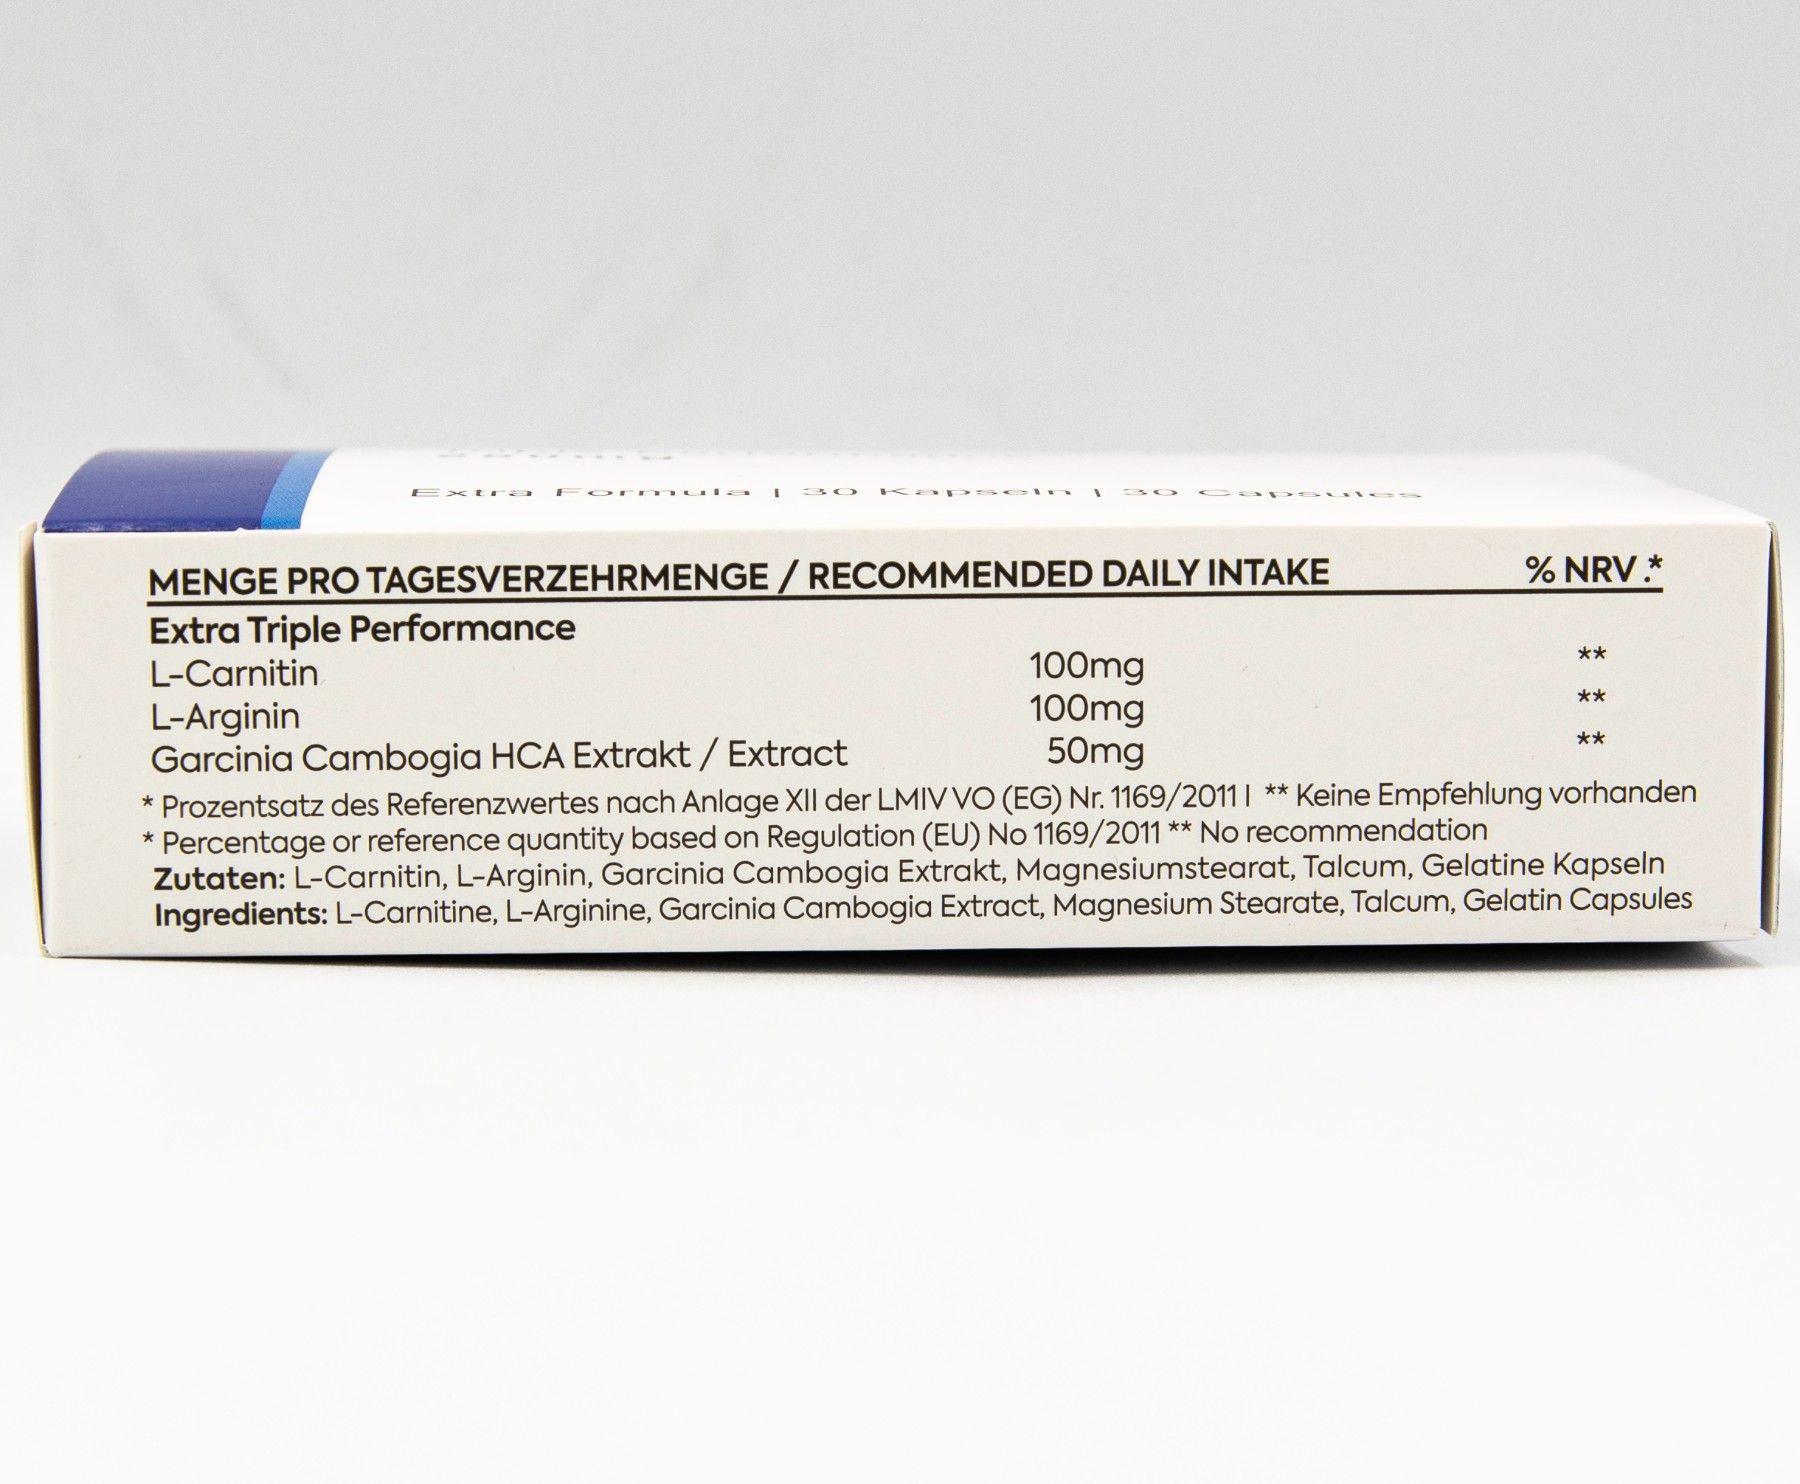 Extra Formula | 30 Kapseln | 30 Capsules
MENGE PRO TAGESVERZEHRMENGE / RECOMMENDED DAILY INTAKE % NRV.*
Extra Triple Performance
L-Carnitin 100mg **
L-Arginin 100mg **
Garcinia Cambogia HCA Extrakt / Extract 50mg **
* Prozentsatz des Referenzwertes nach Anlage XII der LMIV VO (EG) Nr. 1169/2011 I ** Keine Empfehlung vorhanden
* Percentage or reference quantity based on Regulation (EU) No 1169/2011 ** No recommendation
Zutaten: L-Carnitin, L-Arginin, Garcinia Cambogia Extrakt, Magnesiumstearat, Talcum, Gelatine Kapseln
Ingredients: L-Carnitine, L-Arginine, Garcinia Cambogia Extract, Magnesium Stearate, Talcum, Gelatin Capsules